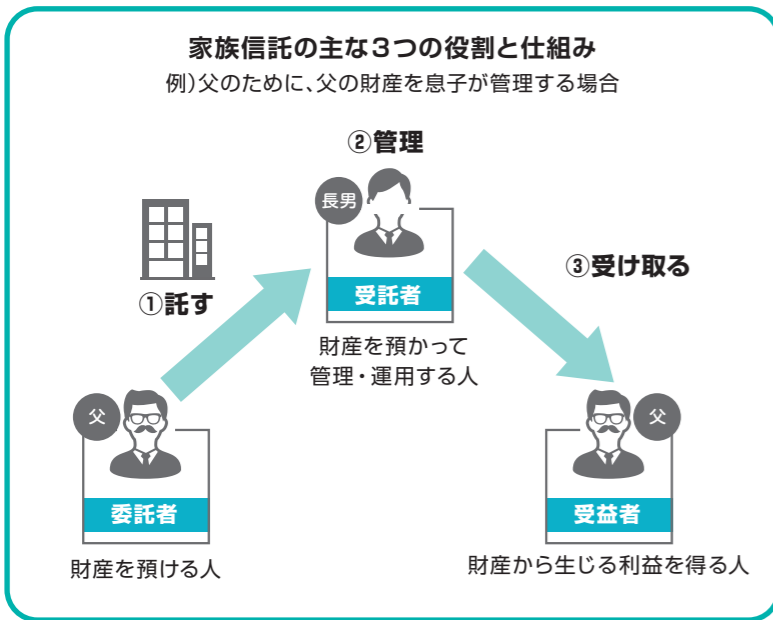 家族信託の主な3つの役割と仕組み
例)父のために、父の財産を息子が管理する場合
②管理
長男
①託す
受託者
③受け取る
財産を預かって
管理・運用する人
父
委託者
財産を預ける人
父
受益者
財産から生じる利益を得る人